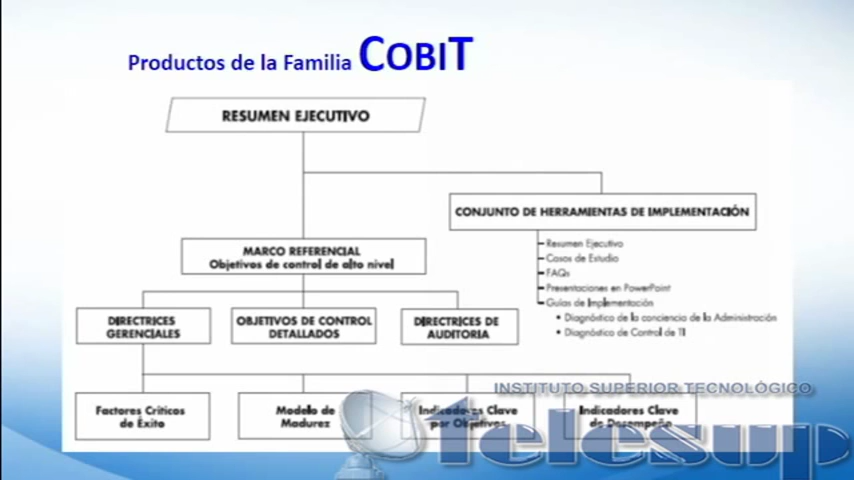 Productos de la Familia COBIT
RESUMEN EJECUTIVO
CONJUNTO DE HERRAMIENTAS DE IMPLEMENTACIÓN
Resumen Ejecutivo
Casos de Estudio
FAQs
Presentaciones en PowerPoint
Guías de Implementación
• Diagnóstico de la conciencia de la Administración
• Diagnóstico de Control de TI
MARCO REFERENCIAL
Objetivos de control de alto nivel
DIRECTRICES
GERENCIALES
OBJETIVOS DE CONTROL
DETALLADOS
DIRECTRICES DE
AUDITORIA
Factores Críticos
de Éxito
Modelo de
Madurez
Indicadores Clave
por Objetivos
Indicadores Clave
de Desempeño
INSTITUTO SUPERIOR TECNOLÓGICO
Telesup